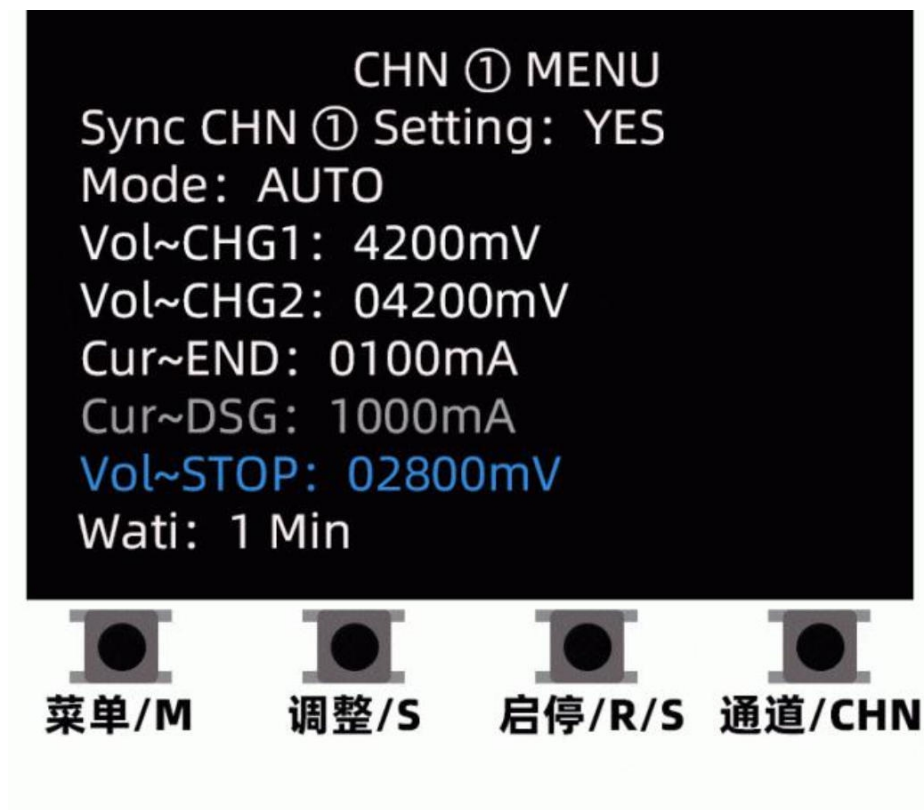 CHN ① MENU
Sync CHN ① Setting：YES
Mode：AUTO
Vol~CHG1：4200mV
Vol~CHG2：04200mV
Cur~END：0100mA
Cur~DSG：1000mA
Vol~STOP：02800mV
Wati：1 Min
菜单/M 调整/S 启停/R/S 通道/CHN